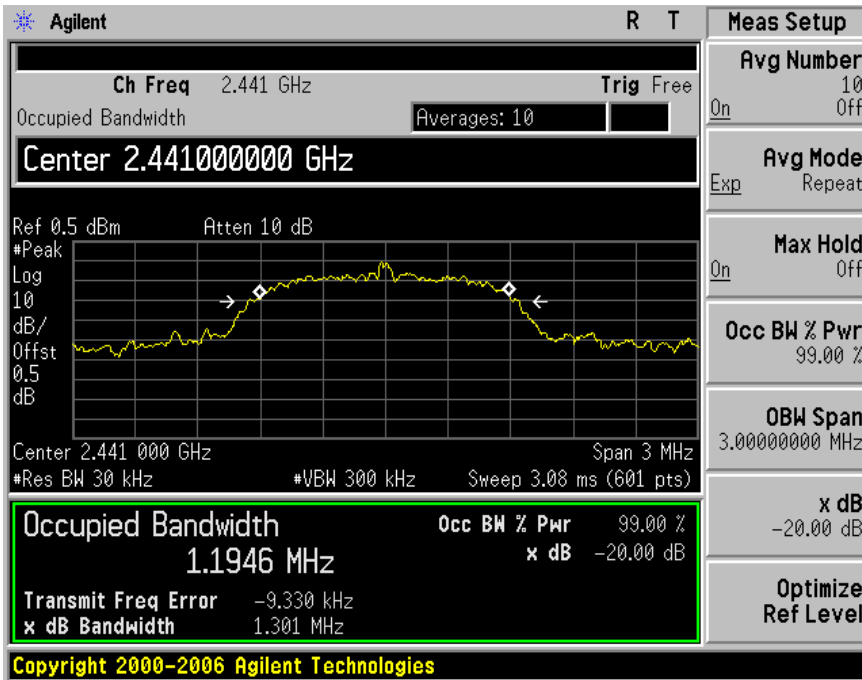 Agilent R T
Ch Freq 2.441 GHz Trig Free
Occupied Bandwidth Averages: 10
Center 2.441000000 GHz
Ref 0.5 dBm Atten 10 dB
#Peak
Log
10
dB/
Offst
0.5
dB
Center 2.441 000 GHz Span 3 MHz
#Res BW 30 kHz #VBW 300 kHz Sweep 3.08 ms (601 pts)
Occupied Bandwidth Occ BW % Pwr 99.00 %
1.1946 MHz x dB -20.00 dB
Transmit Freq Error -9.330 kHz
x dB Bandwidth 1.301 MHz
Copyright 2000-2006 Agilent Technologies
Meas Setup
Avg Number
10
On Off
Avg Mode
Exp Repeat
Max Hold
On Off
Occ BW % Pwr
99.00 %
OBW Span
3.00000000 MHz
x dB
-20.00 dB
Optimize
Ref Level